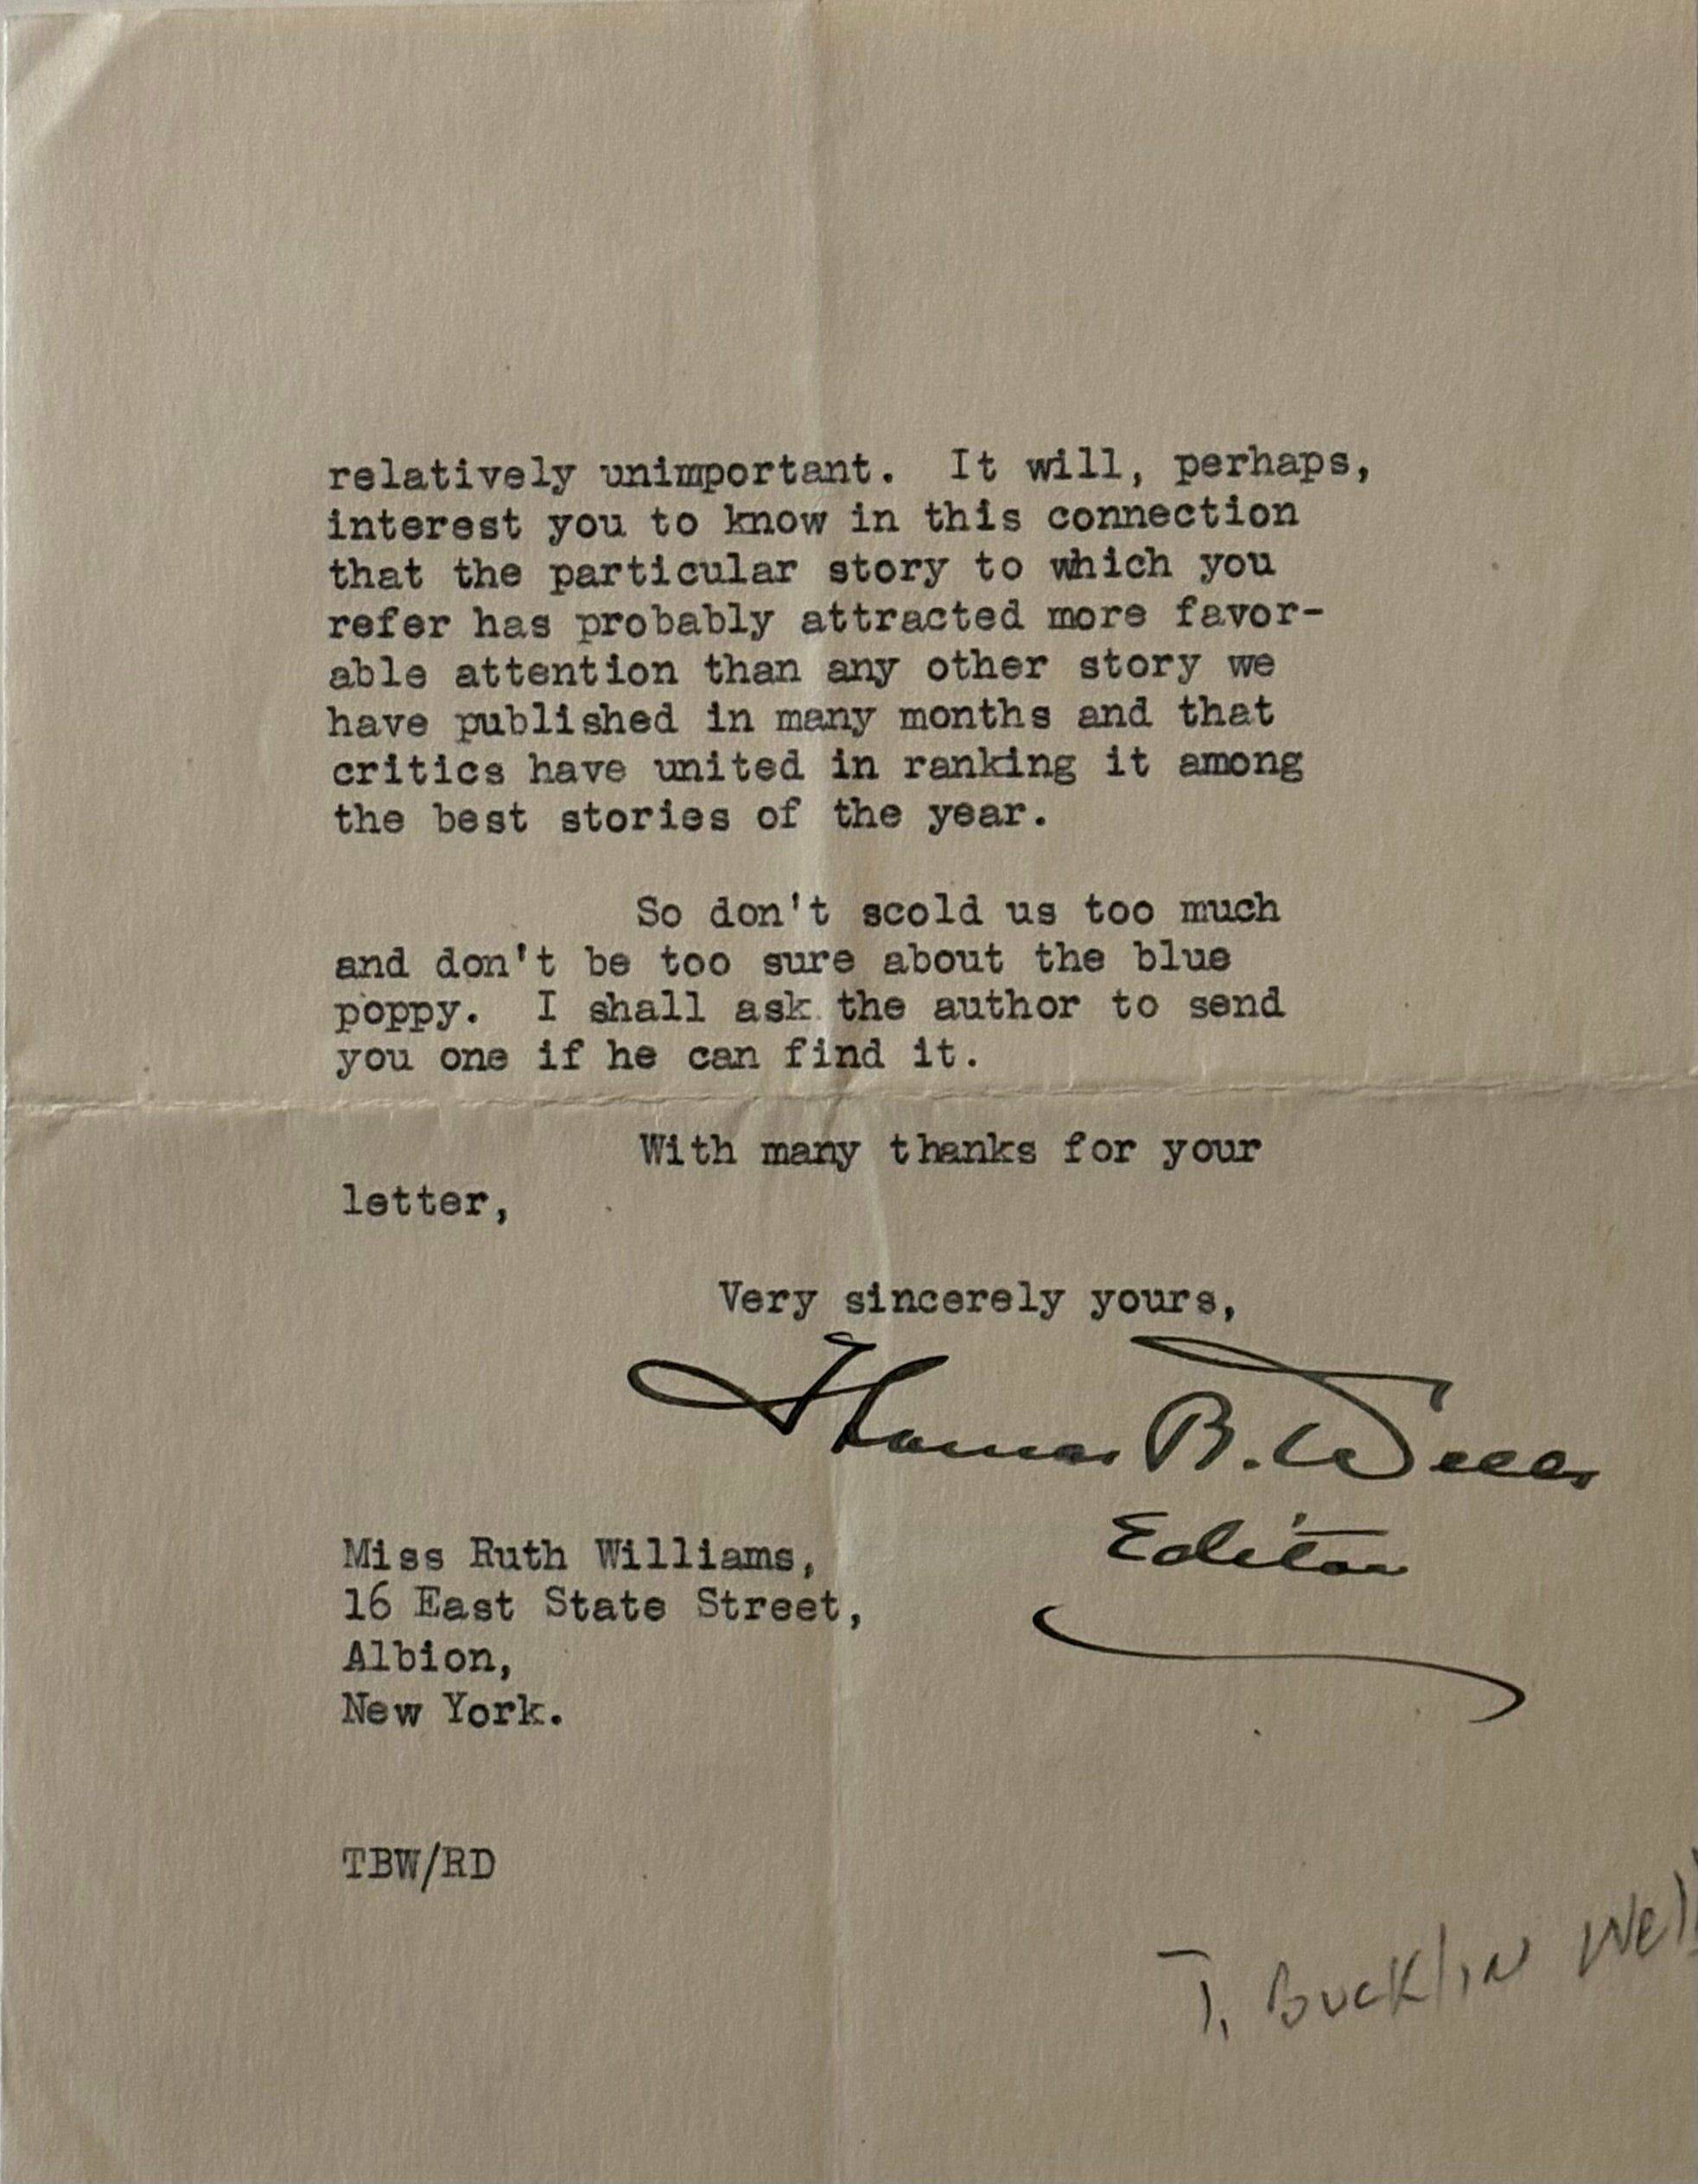 relatively unimportant. It will, perhaps,
interest you to know in this connection
that the particular story to which you
refer has probably attracted more favor-
able attention than any other story we
have published in many months and that
critics have united in ranking it among
the best stories of the year.
So don't scold us too much
and don't be too sure about the blue
poppy. I shall ask the author to send
you one if he can find it.
With many thanks for your
letter,
Very sincerely yours,
Thomas B. Wells
Editor
Miss Ruth Williams,
16 East State Street,
Albion,
New York.
TBW/RD
T. Bucklin Well